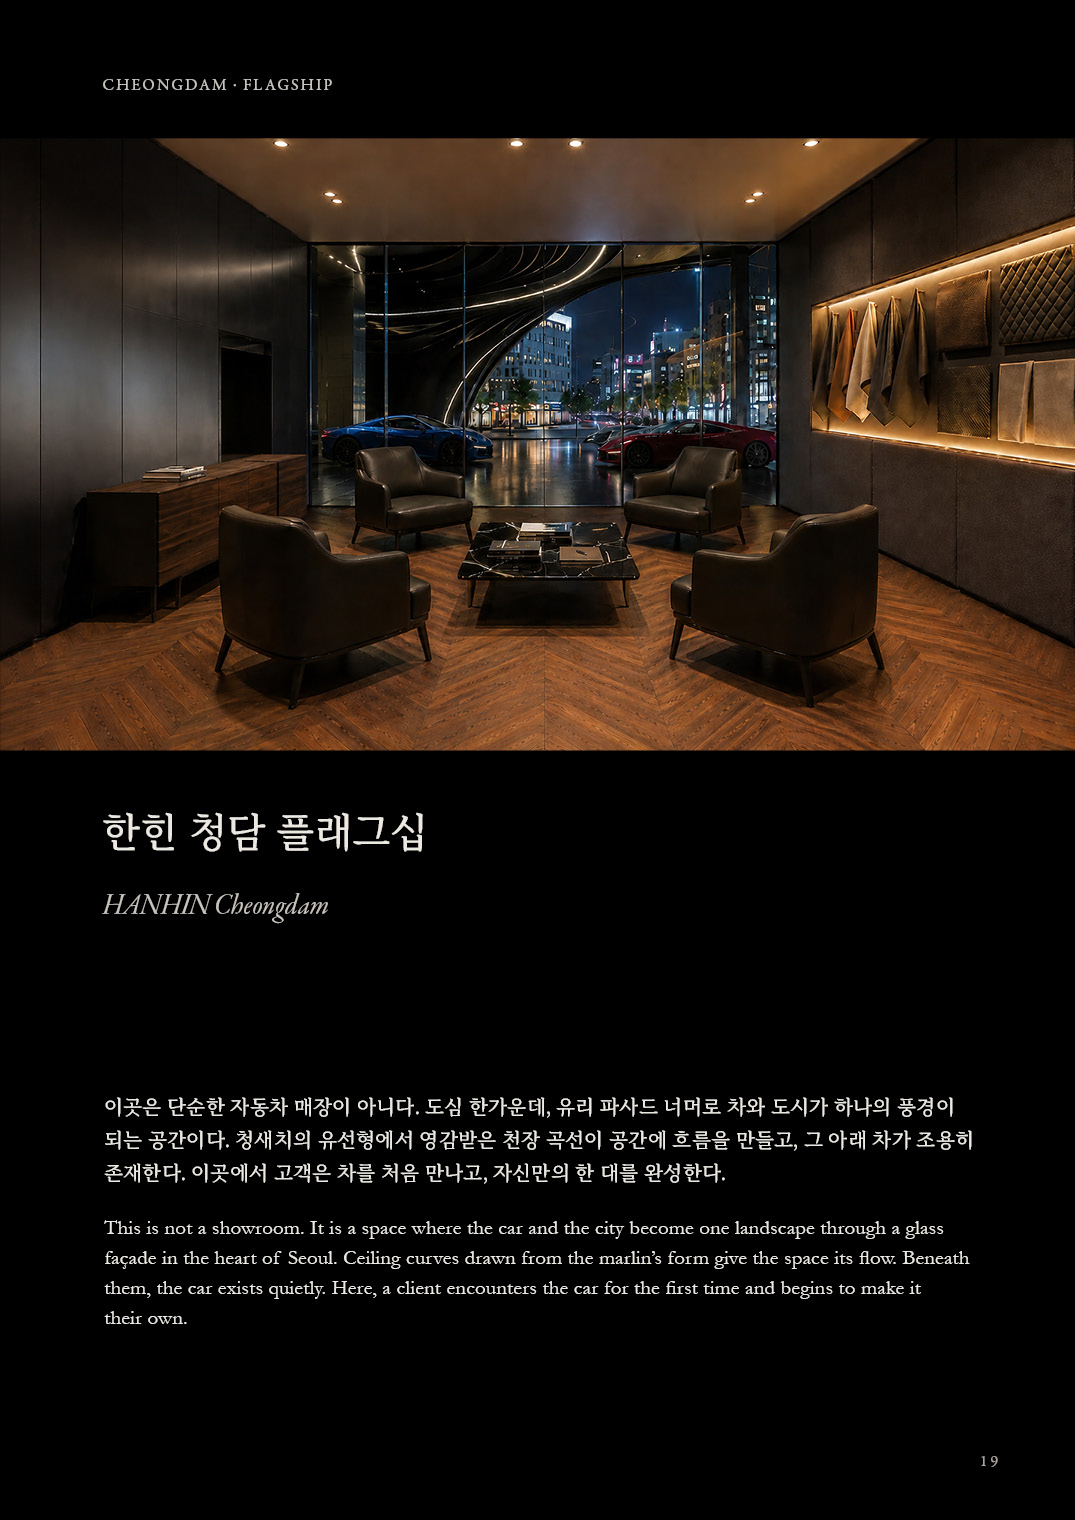 CHEONGDAM · FLAGSHIP
한힌 청담 플래그십
HANHIN Cheongdam
이곳은 단순한 자동차 매장이 아니다. 도심 한가운데, 유리 파사드 너머로 차와 도시가 하나의 풍경이
되는 공간이다. 청새치의 유선형에서 영감받은 천장 곡선이 공간에 흐름을 만들고, 그 아래 차가 조용히
존재한다. 이곳에서 고객은 차를 처음 만나고, 자신만의 한 대를 완성한다.
This is not a showroom. It is a space where the car and the city become one landscape through a glass
façade in the heart of Seoul. Ceiling curves drawn from the marlin’s form give the space its flow. Beneath
them, the car exists quietly. Here, a client encounters the car for the first time and begins to make it
their own.
19